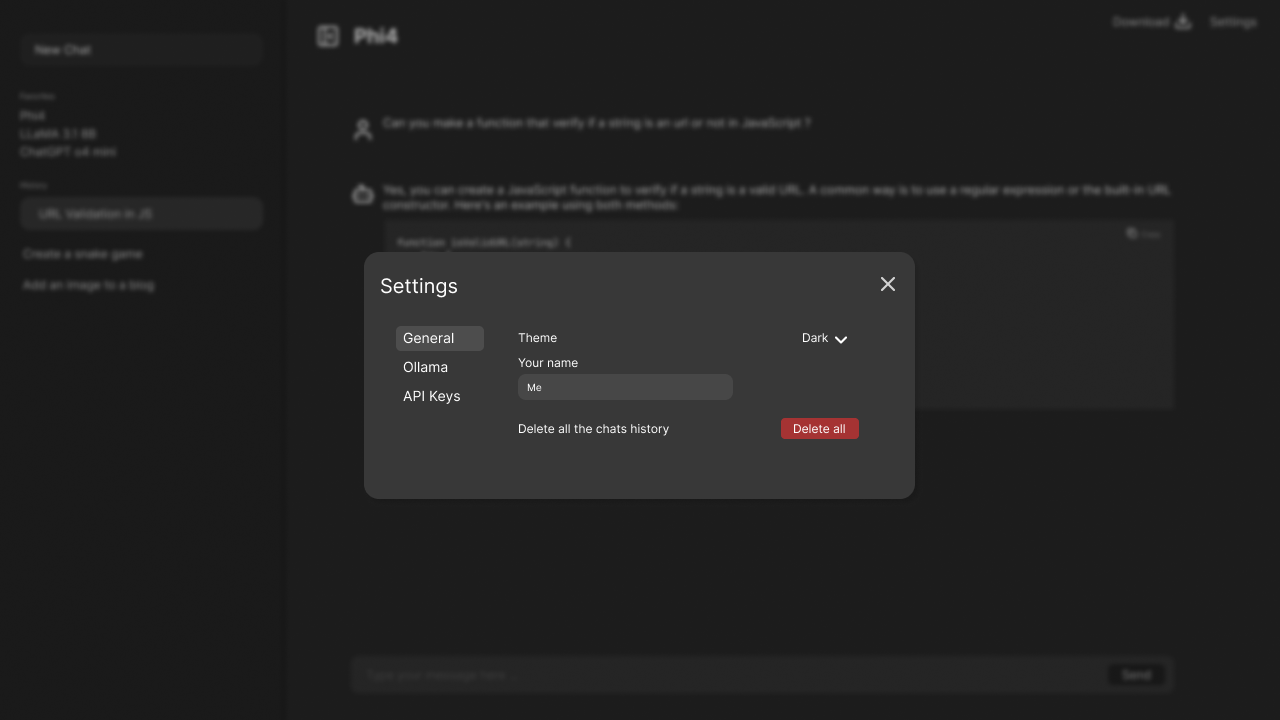 New Chat
Favorites
Phi4
LLaMA 3.1 8B
ChatGPT o4 mini
History
URL Validation in JS
Create a snake game
Add an image to a blog
Phi4
Download
Settings
Can you make a function that verify if a string is an url or not in JavaScript ?
Yes, you can create a JavaScript function to verify if a string is a valid URL. A common way is to use a regular expression or the built-in URL
constructor. Here's an example using both methods:
Copy
function isValidURL(string) {
Settings
General
Ollama
API Keys
Theme
Dark
Your name
Me
Delete all the chats history
Delete all
Type your message here ...
Send